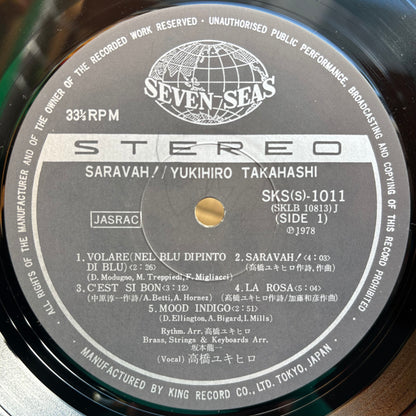 ALL RIGHTS OF THE MANUFACTURER AND OF THE OWNER OF THE RECORDED WORK RESERVED · UNAUTHORISED PUBLIC PERFORMANCE, BROADCASTING AND COPYING OF THIS RECORD PROHIBITED
SEVEN SEAS
33⅓RPM
STEREO
SARAVAH! / YUKIHIRO TAKAHASHI
SKS(S)-1011
(SKLB 10813)J
JASRAC
(SIDE 1)
Ⓟ1978
1.VOLARE(NEL BLU DIPINTO DI BLU)(2:26)
(D. Modugno, M. Treppiedi, F. Migliacci)
2.SARAVAH!(4:03)
(高橋ユキヒロ作詩,作曲)
3.C'EST SI BON(3:12)
(中原淳一作詩/A.Betti, A. Hornez)
4.LA ROSA(5:04)
(高橋ユキヒロ作詩/加藤和彦作曲)
5.MOOD INDIGO(2:51)
(D.Ellington, A. Bigard, I.Mills)
Rythm. Arr. 高橋ユキヒロ
Brass, Strings & Keyboards Arr.
坂本龍一
(Vocal) 高橋ユキヒロ
MANUFACTURED BY KING RECORD CO., LTD. TOKYO, JAPAN.